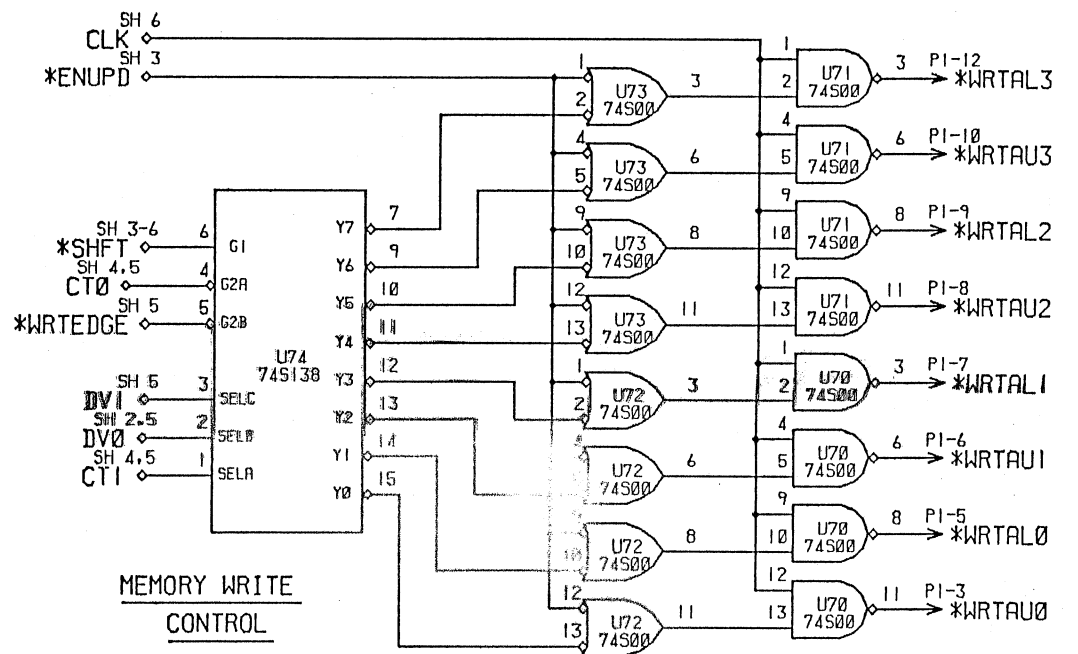 SH 6
CLK
SH 3
*ENUPD
1
2
U73
74S00
3
4
5
U73
74S00
6
9
10
U73
74S00
8
12
13
U73
74S00
11
1
2
U72
74S00
3
U72
74S00
6
10
U72
74S00
8
12
13
U72
74S00
11
1
2
U71
74S00
3
P1-12
*WRTAL3
4
5
U71
74S00
6
P1-10
*WRTAU3
9
10
U71
74S00
8
P1-9
*WRTAL2
12
13
U71
74S00
11
P1-8
*WRTAU2
1
2
U70
74S00
3
P1-7
*WRTAL1
4
5
U70
74S00
6
P1-6
*WRTAU1
9
10
U70
74S00
8
P1-5
*WRTAL0
12
13
U70
74S00
11
P1-3
*WRTAU0
SH 3-6
*SHFT
6
G1
SH 4,5
CT0
4
G2A
SH 5
*WRTEDGE
5
G2B
U74
74S138
DV1
3
SELC
SH 2,5
DV0
2
SELB
SH 4,5
CT1
1
SELA
Y7
7
Y6
9
Y5
10
Y4
11
Y3
12
Y2
13
Y1
14
Y0
15
MEMORY WRITE
CONTROL